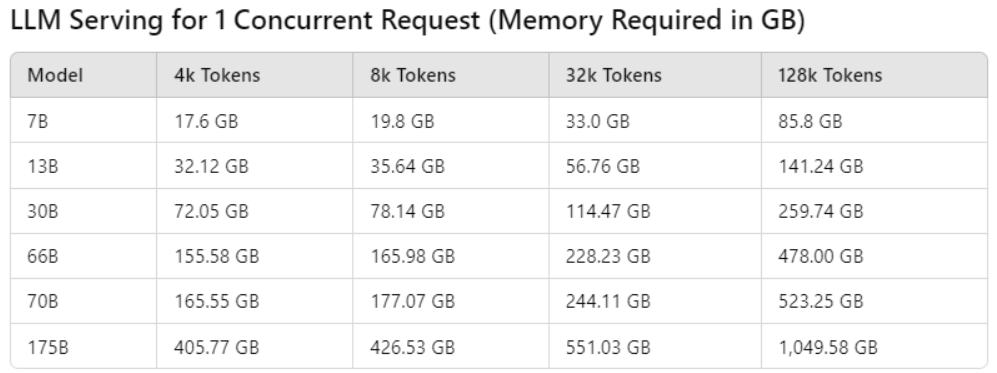 LLM Serving for 1 Concurrent Request (Memory Required in GB)
Model 4k Tokens 8k Tokens 32k Tokens 128k Tokens
7B 17.6 GB 19.8 GB 33.0 GB 85.8 GB
13B 32.12 GB 35.64 GB 56.76 GB 141.24 GB
30B 72.05 GB 78.14 GB 114.47 GB 259.74 GB
66B 155.58 GB 165.98 GB 228.23 GB 478.00 GB
70B 165.55 GB 177.07 GB 244.11 GB 523.25 GB
175B 405.77 GB 426.53 GB 551.03 GB 1,049.58 GB